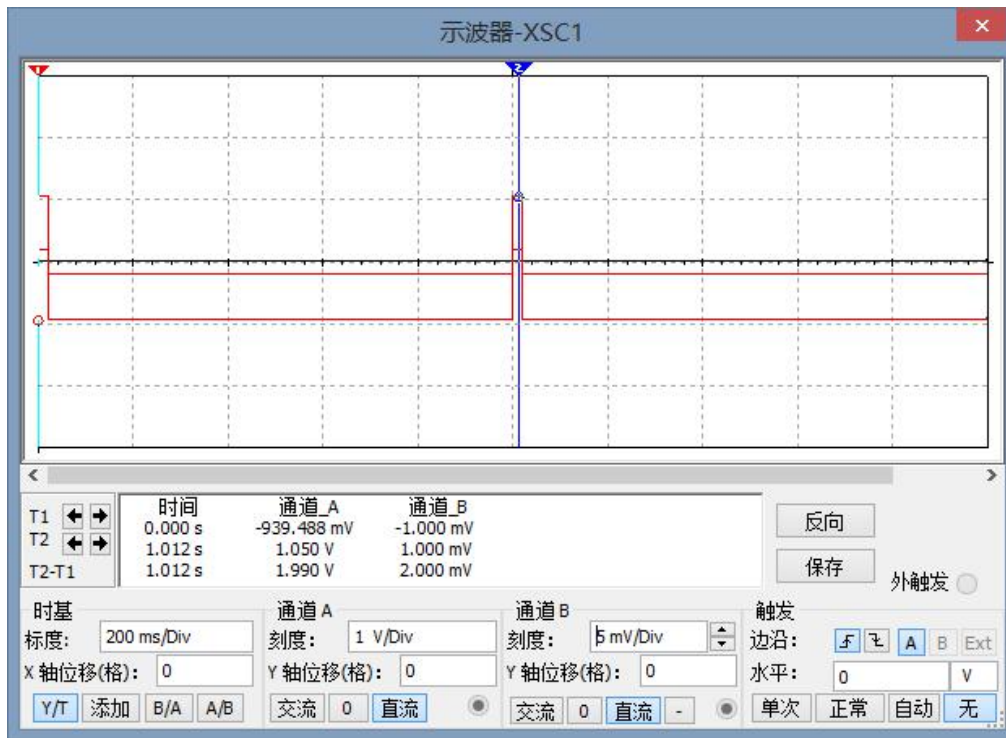 示波器-XSC1
1
2
时间 通道_A 通道_B
T1 0.000 s -939.488 mV -1.000 mV
T2 1.012 s 1.050 V 1.000 mV
T2-T1 1.012 s 1.990 V 2.000 mV
反向
保存
外触发
时基 通道 A 通道 B 触发
标度: 200 ms/Div 刻度: 1 V/Div 刻度: 5 mV/Div 边沿: A B Ext
X 轴位移(格): 0 Y 轴位移(格): 0 Y 轴位移(格): 0 水平: 0 V
Y/T 添加 B/A A/B 交流 0 直流 交流 0 直流 - 单次 正常 自动 无